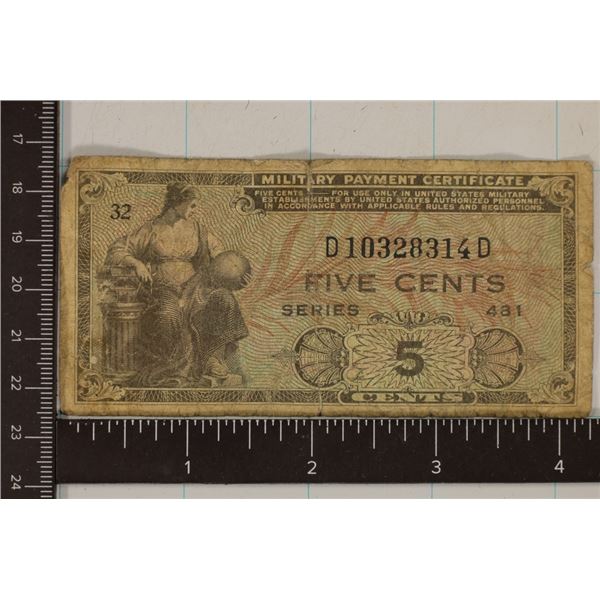 MILITARY PAYMENT CERTIFICATE
FIVE CENTS — FOR USE ONLY IN UNITED STATES MILITARY
ESTABLISHMENTS BY UNITED STATES AUTHORIZED PERSONNEL
IN ACCORDANCE WITH APPLICABLE RULES AND REGULATIONS.
32
D10328314D
FIVE CENTS
SERIES 481
5
CENTS
17
18
19
20
21
22
23
24
1 2 3 4